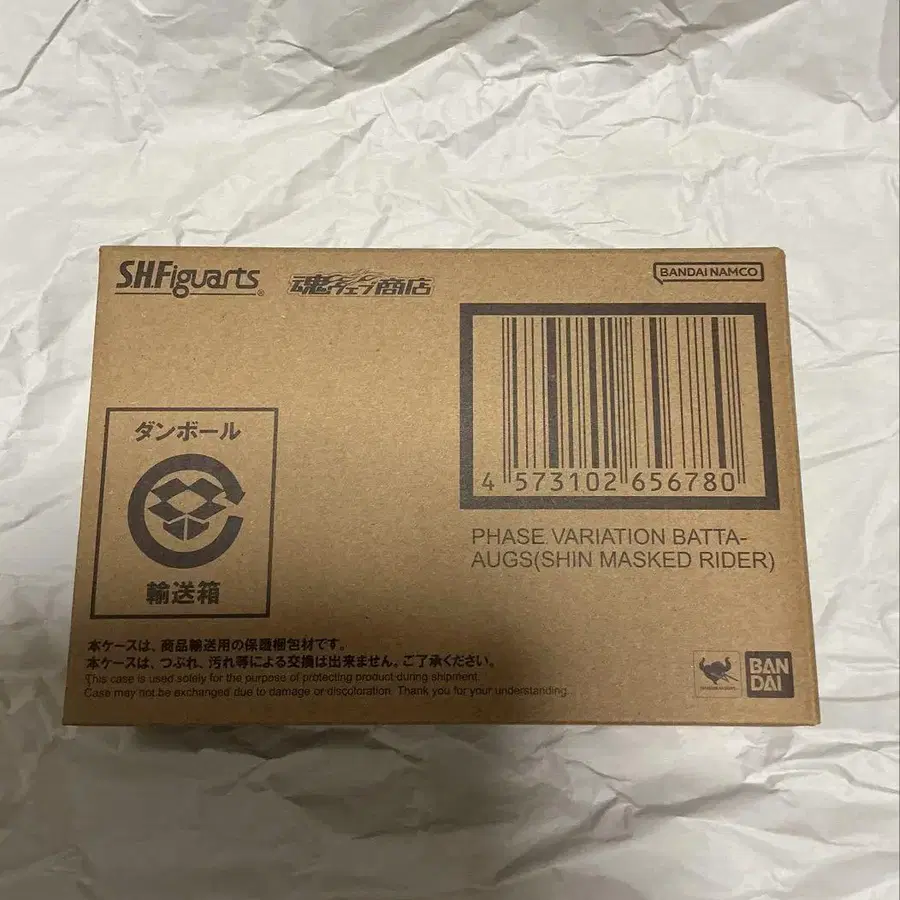 S.H.Figuarts
魂ウェブ商店
BANDAI NAMCO
4 573102 656780
PHASE VARIATION BATTA-
AUGS(SHIN MASKED RIDER)
ダンボール
輸送箱
本ケースは、商品輸送用の保護梱包材です。
本ケースは、つぶれ、汚れ等による交換は出来ません。ご了承ください。
This case is used solely for the purpose of protecting product during shipment.
Case may not be exchanged due to damage or discoloration. Thank you for your understanding.
BAN
DAI